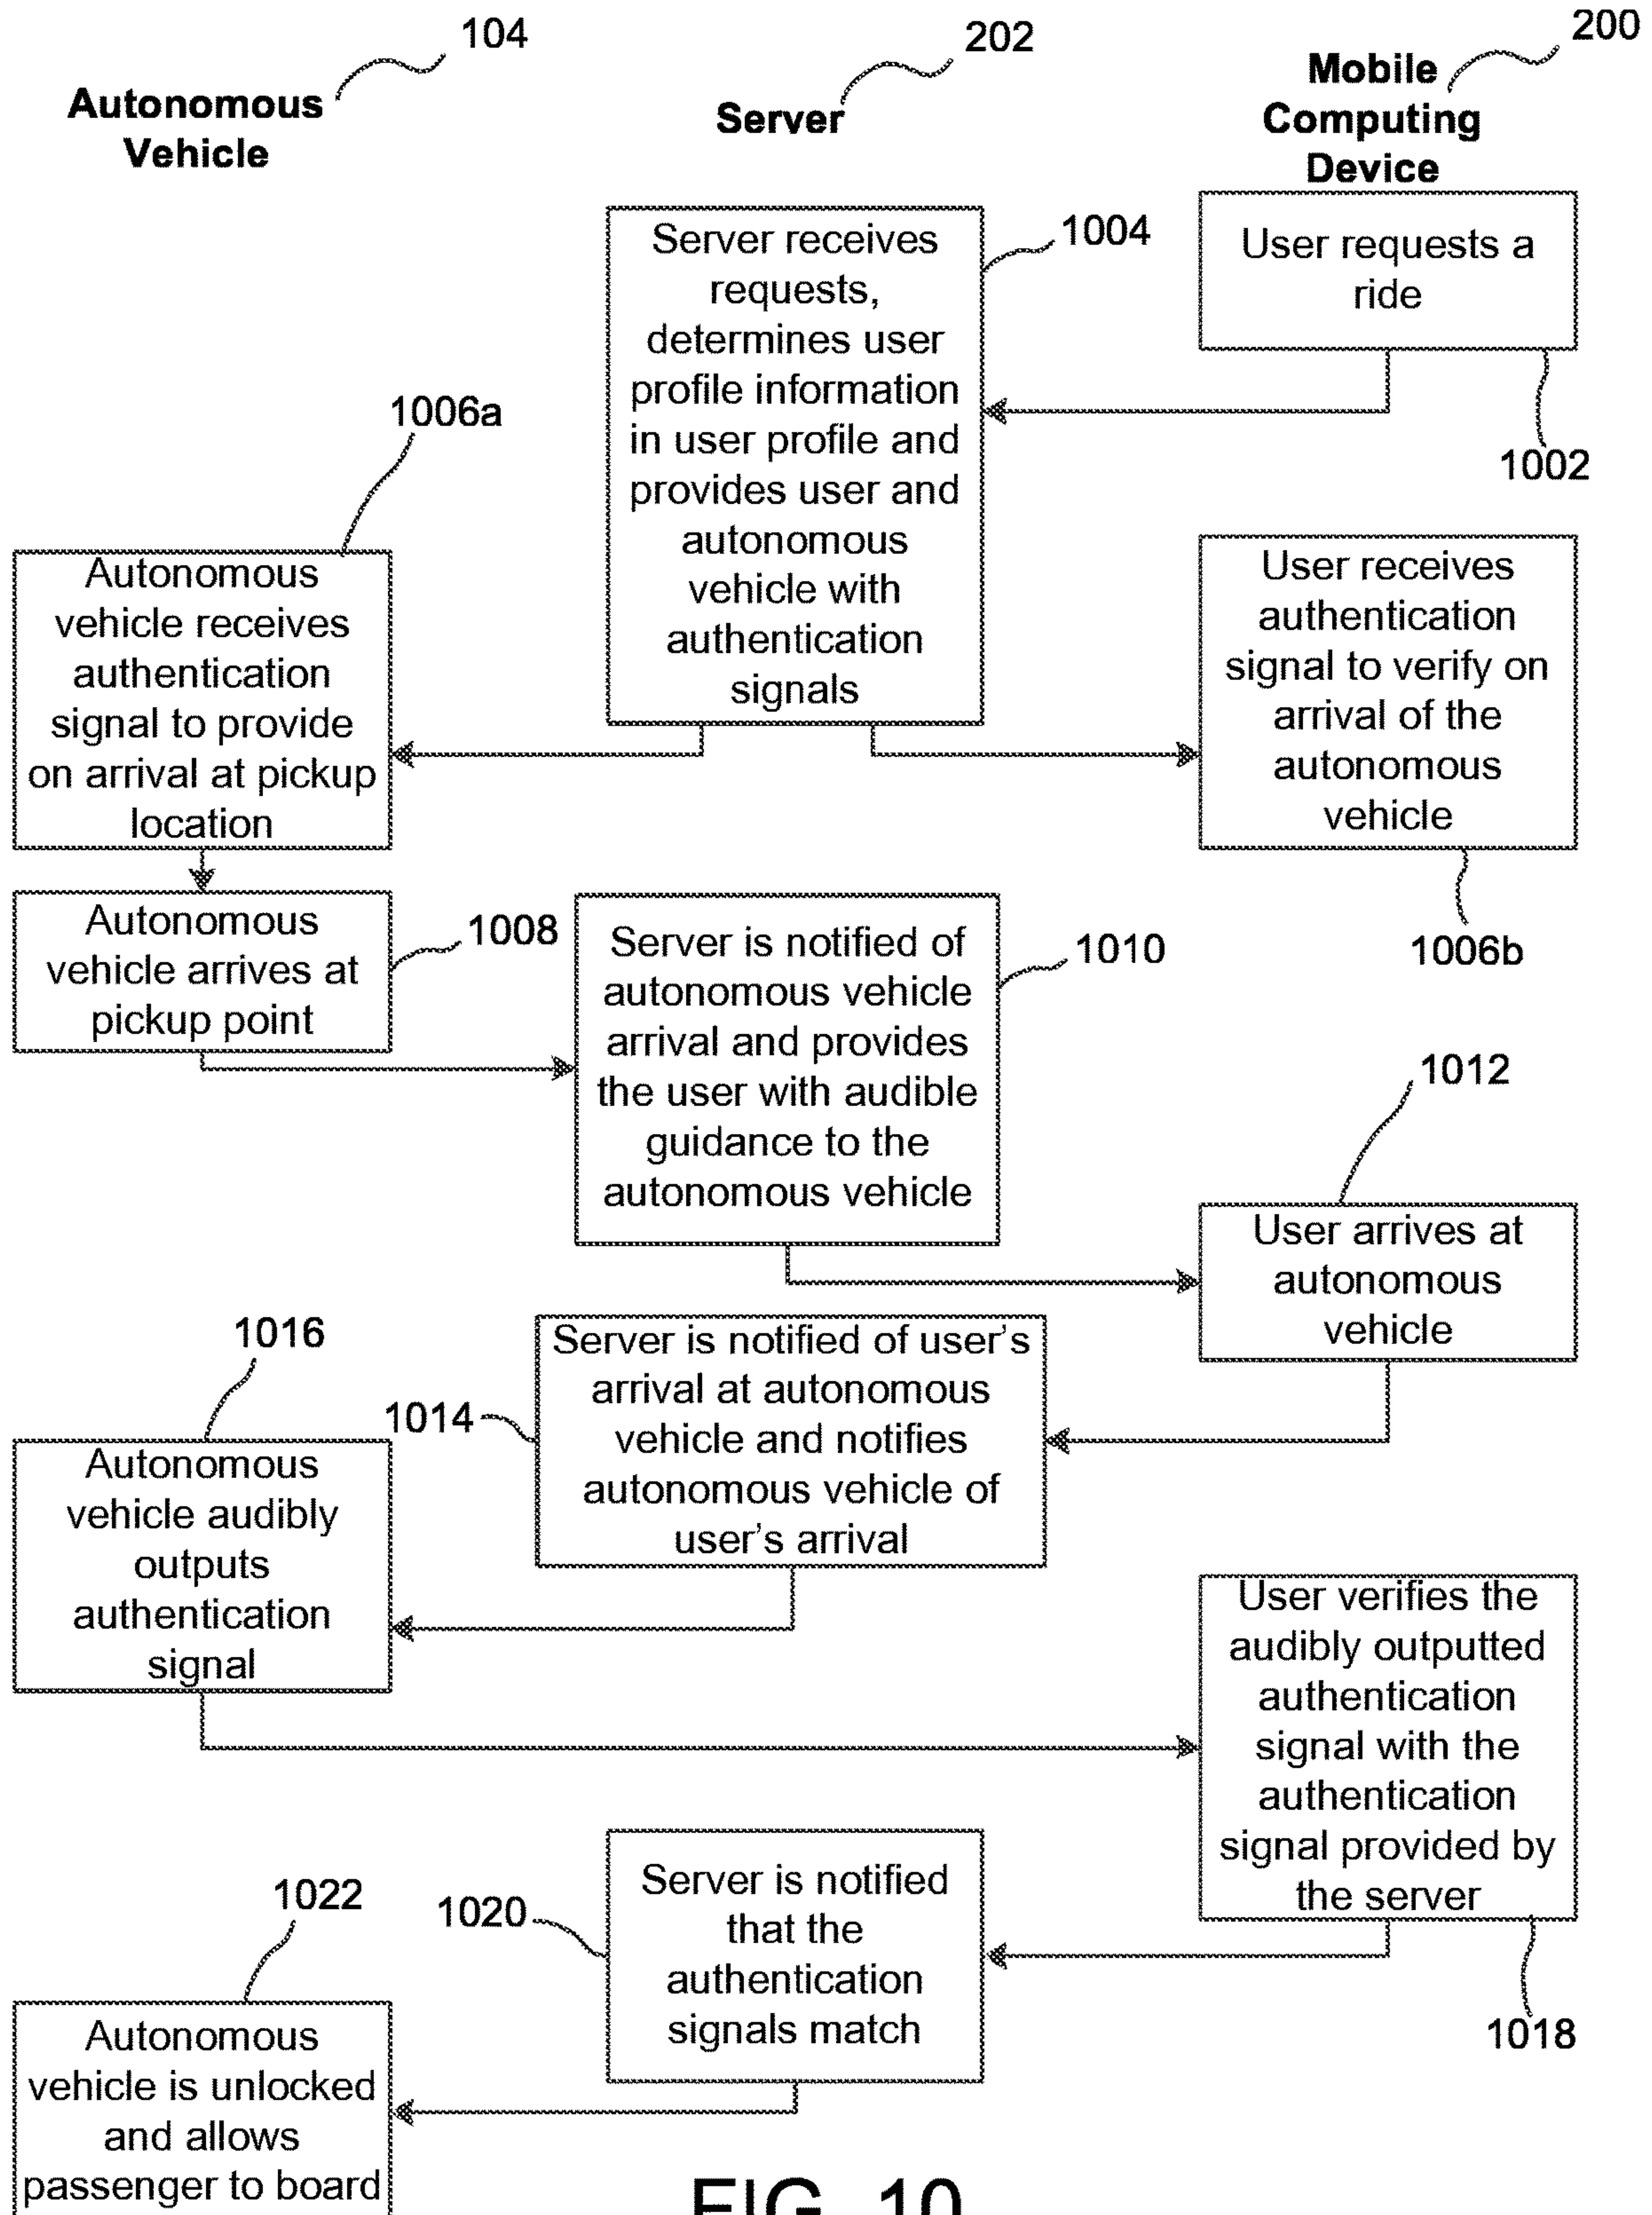 104
Autonomous
Vehicle
202
Server
200
Mobile
Computing
Device
User requests a
ride
1002
Server receives
requests,
determines user
profile information
in user profile and
provides user and
autonomous
vehicle with
authentication
signals
1004
1006a
Autonomous
vehicle receives
authentication
signal to provide
on arrival at pickup
location
User receives
authentication
signal to verify on
arrival of the
autonomous
vehicle
1006b
Autonomous
vehicle arrives at
pickup point
1008
Server is notified of
autonomous vehicle
arrival and provides
the user with audible
guidance to the
autonomous vehicle
1010
1012
User arrives at
autonomous
vehicle
1014
Server is notified of user’s
arrival at autonomous
vehicle and notifies
autonomous vehicle of
user’s arrival
1016
Autonomous
vehicle audibly
outputs
authentication
signal
User verifies the
audibly outputted
authentication
signal with the
authentication
signal provided by
the server
1018
1020
Server is notified
that the
authentication
signals match
1022
Autonomous
vehicle is unlocked
and allows
passenger to board
FIG. 10